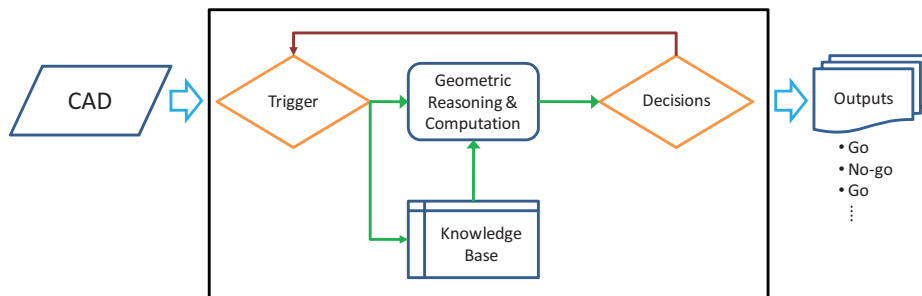 CAD
Trigger
Geometric
Reasoning &
Computation
Decisions
Outputs
• Go
• No-go
• Go
⋮
Knowledge
Base